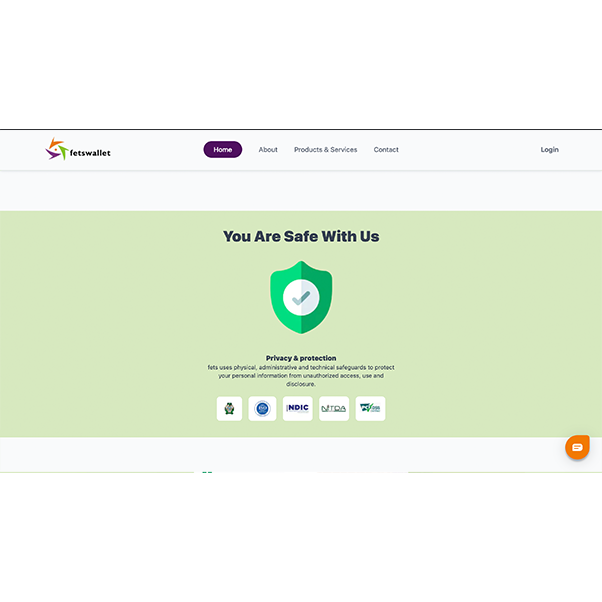 fetswallet
Home
About
Products & Services
Contact
Login
You Are Safe With Us
Privacy & protection
fets uses physical, administrative and technical safeguards to protect
your personal information from unauthorized access, use and
disclosure.
NDIC
NITDA